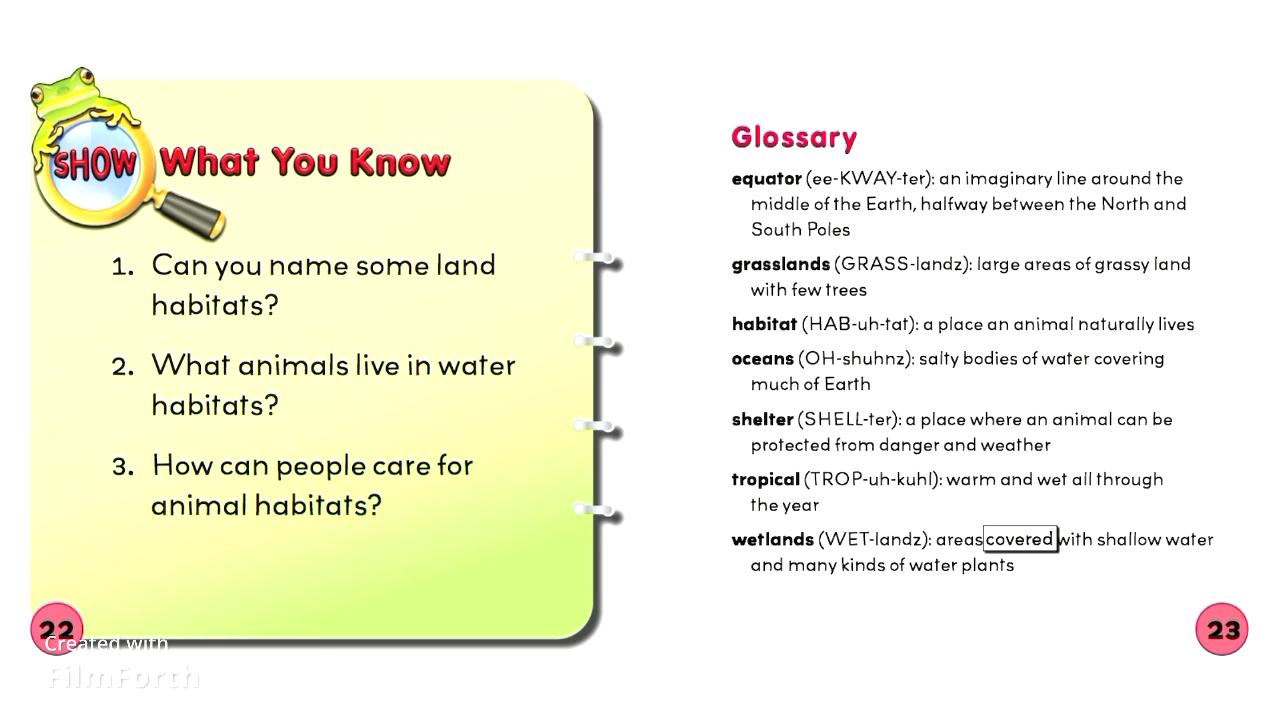 SHOW What You Know
1. Can you name some land
habitats?
2. What animals live in water
habitats?
3. How can people care for
animal habitats?
22
Created with
FilmForth
Glossary
equator (ee-KWAY-ter): an imaginary line around the
middle of the Earth, halfway between the North and
South Poles
grasslands (GRASS-landz): large areas of grassy land
with few trees
habitat (HAB-uh-tat): a place an animal naturally lives
oceans (OH-shuhnz): salty bodies of water covering
much of Earth
shelter (SHELL-ter): a place where an animal can be
protected from danger and weather
tropical (TROP-uh-kuhl): warm and wet all through
the year
wetlands (WET-landz): areas covered with shallow water
and many kinds of water plants
23